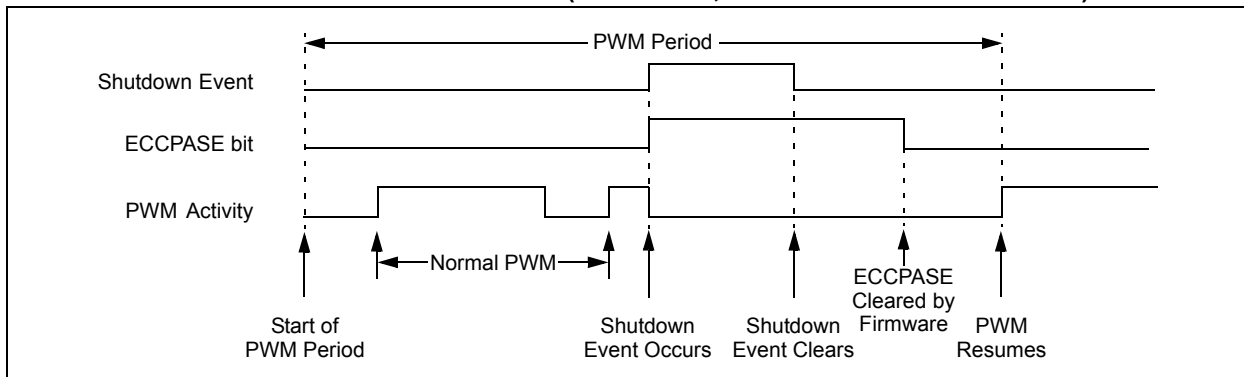 PWM Period
Shutdown Event
ECCPASE bit
PWM Activity
Normal PWM
Start of
PWM Period
Shutdown
Event Occurs
Shutdown
Event Clears
ECCPASE
Cleared by
Firmware
PWM
Resumes